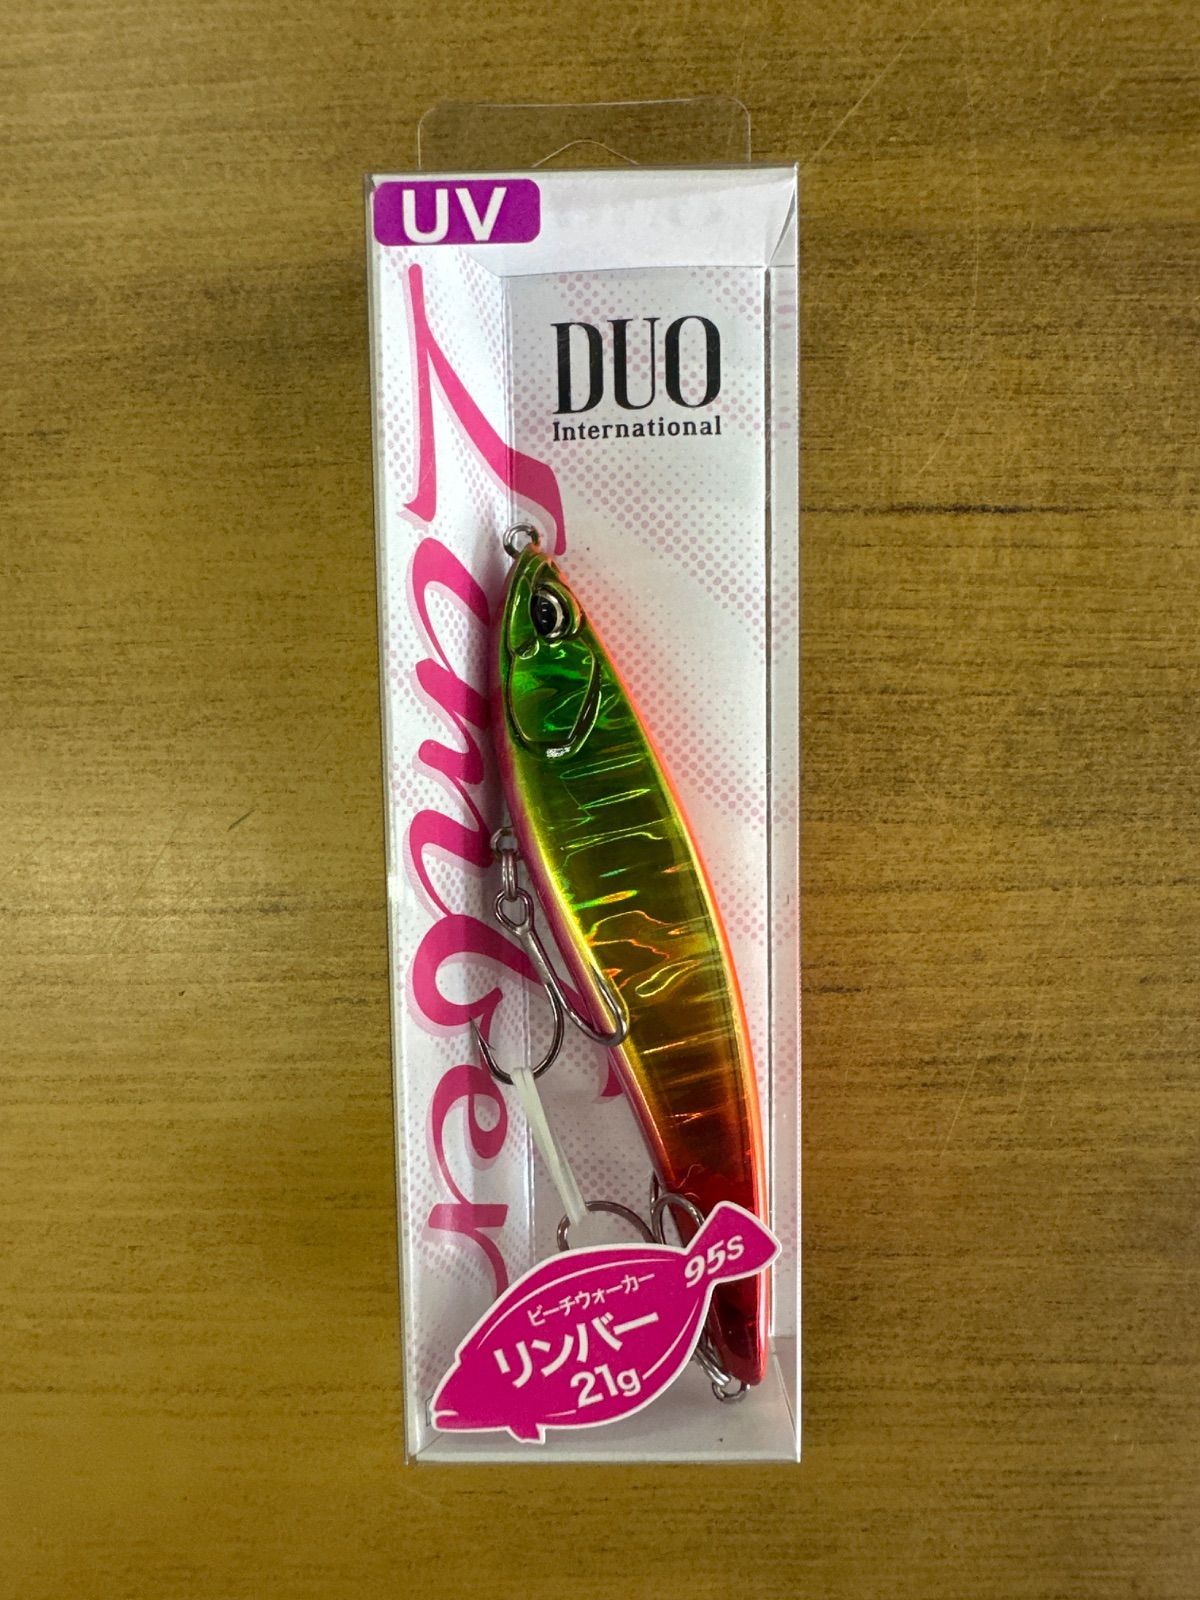 UV
DUO
International
Limber
ビーチウォーカー
リンバー
95S
21g